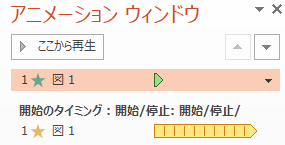 アニメーション ウィンドウ
ここから再生
1 図 1
開始のタイミング：開始/停止: 開始/停止/
1 図 1